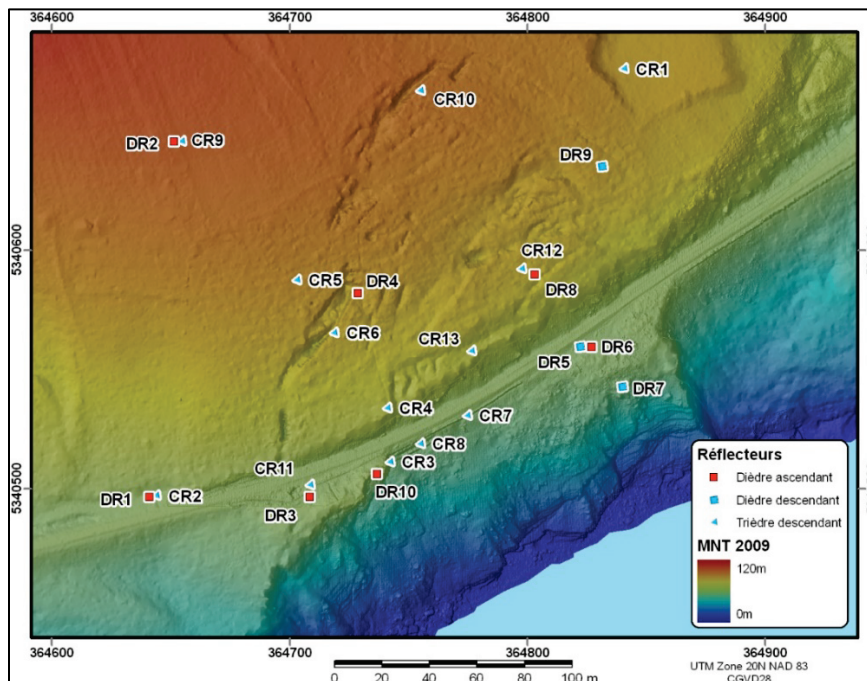 364600 364700 364800 364900
CR1
CR10
DR2 CR9
DR9
5340600
CR12
CR5 DR4
DR8
CR6
CR13
DR5 DR6
DR7
CR4
CR7
CR8
CR11 CR3
5340500
DR1 CR2
DR3
DR10
Réflecteurs
Dièdre ascendant
Dièdre descendant
Trièdre descendant
MNT 2009
120m
0m
364600 364700 364800 364900
0 20 40 60 80 100 m
UTM Zone 20N NAD 83
CGVD28